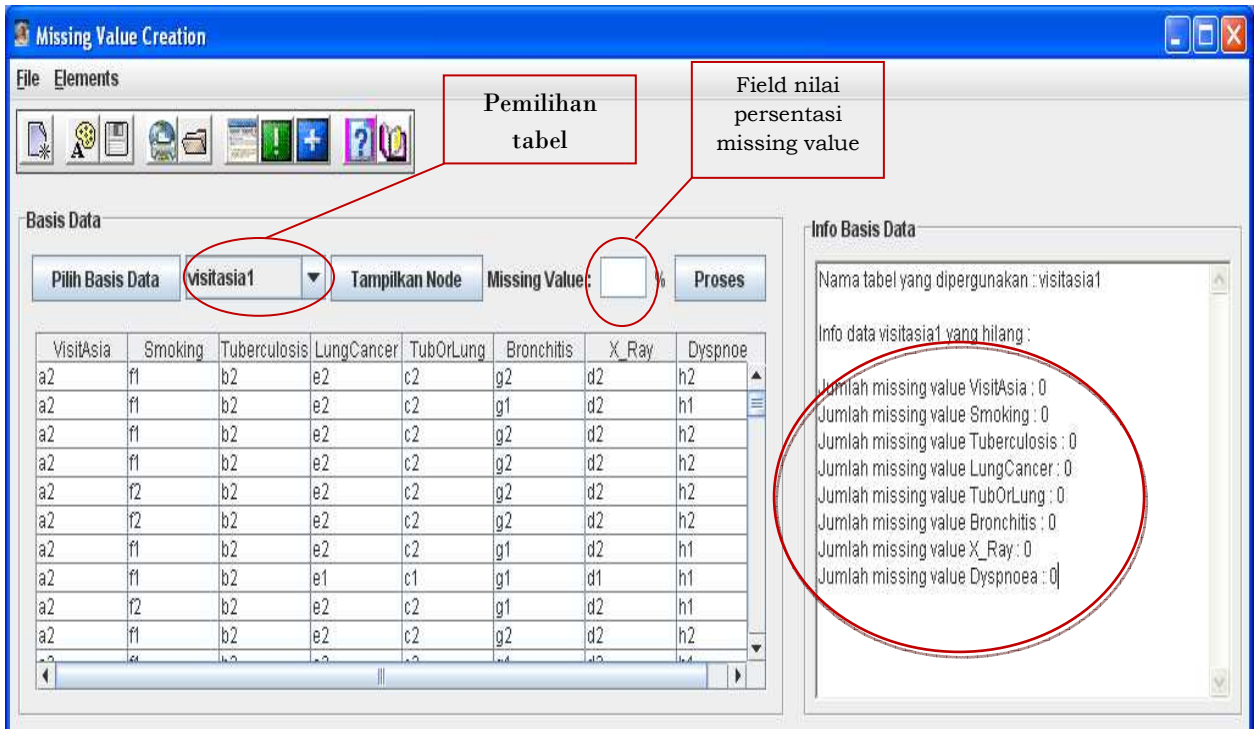 Missing Value Creation
File Elements
Pemilihan
tabel
Field nilai
persentasi
missing value
Basis Data
Pilih Basis Data visitasia1 Tampilkan Node Missing Value: % Proses
VisitAsia Smoking Tuberculosis LungCancer TubOrLung Bronchitis X_Ray Dyspnoe
a2 f1 b2 e2 c2 g2 d2 h2
a2 f1 b2 e2 c2 g1 d2 h1
a2 f1 b2 e2 c2 g2 d2 h2
a2 f1 b2 e2 c2 g2 d2 h2
a2 f2 b2 e2 c2 g2 d2 h2
a2 f1 b2 e2 c2 g2 d2 h2
a2 f1 b2 e2 c2 g1 d2 h1
a2 f1 b2 e1 c1 g1 d1 h1
a2 f2 b2 e2 c2 g1 d2 h1
a2 f1 b2 e2 c2 g2 d2 h2
Info Basis Data
Nama tabel yang dipergunakan : visitasia1
Info data visitasia1 yang hilang :
Jumlah missing value VisitAsia : 0
Jumlah missing value Smoking : 0
Jumlah missing value Tuberculosis : 0
Jumlah missing value LungCancer : 0
Jumlah missing value TubOrLung : 0
Jumlah missing value Bronchitis : 0
Jumlah missing value X_Ray : 0
Jumlah missing value Dyspnoea : 0